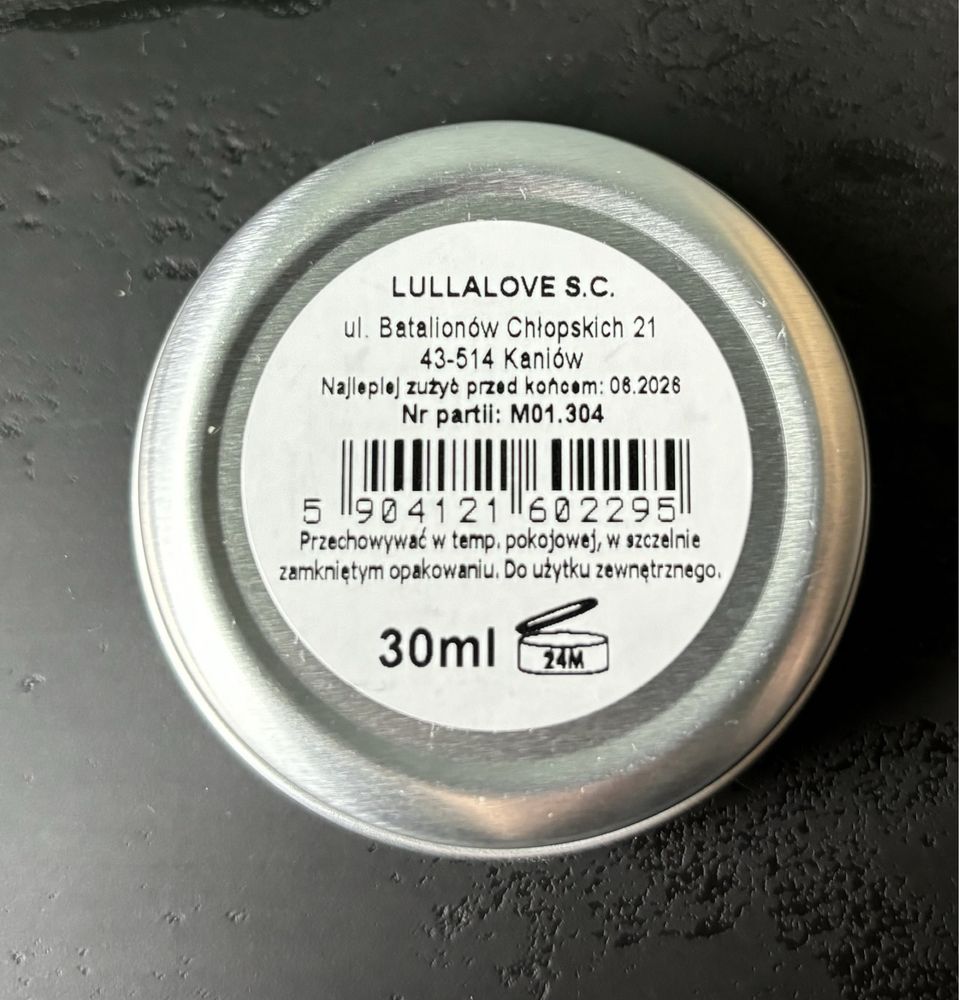 LULLALOVE S.C.
ul. Batalionów Chłopskich 21
43-514 Kaniów
Najlepiej zużyć przed końcem: 06.2026
Nr partii: M01.304
5 904121 602295
Przechowywać w temp. pokojowej, w szczelnie
zamkniętym opakowaniu. Do użytku zewnętrznego.
30ml 24M